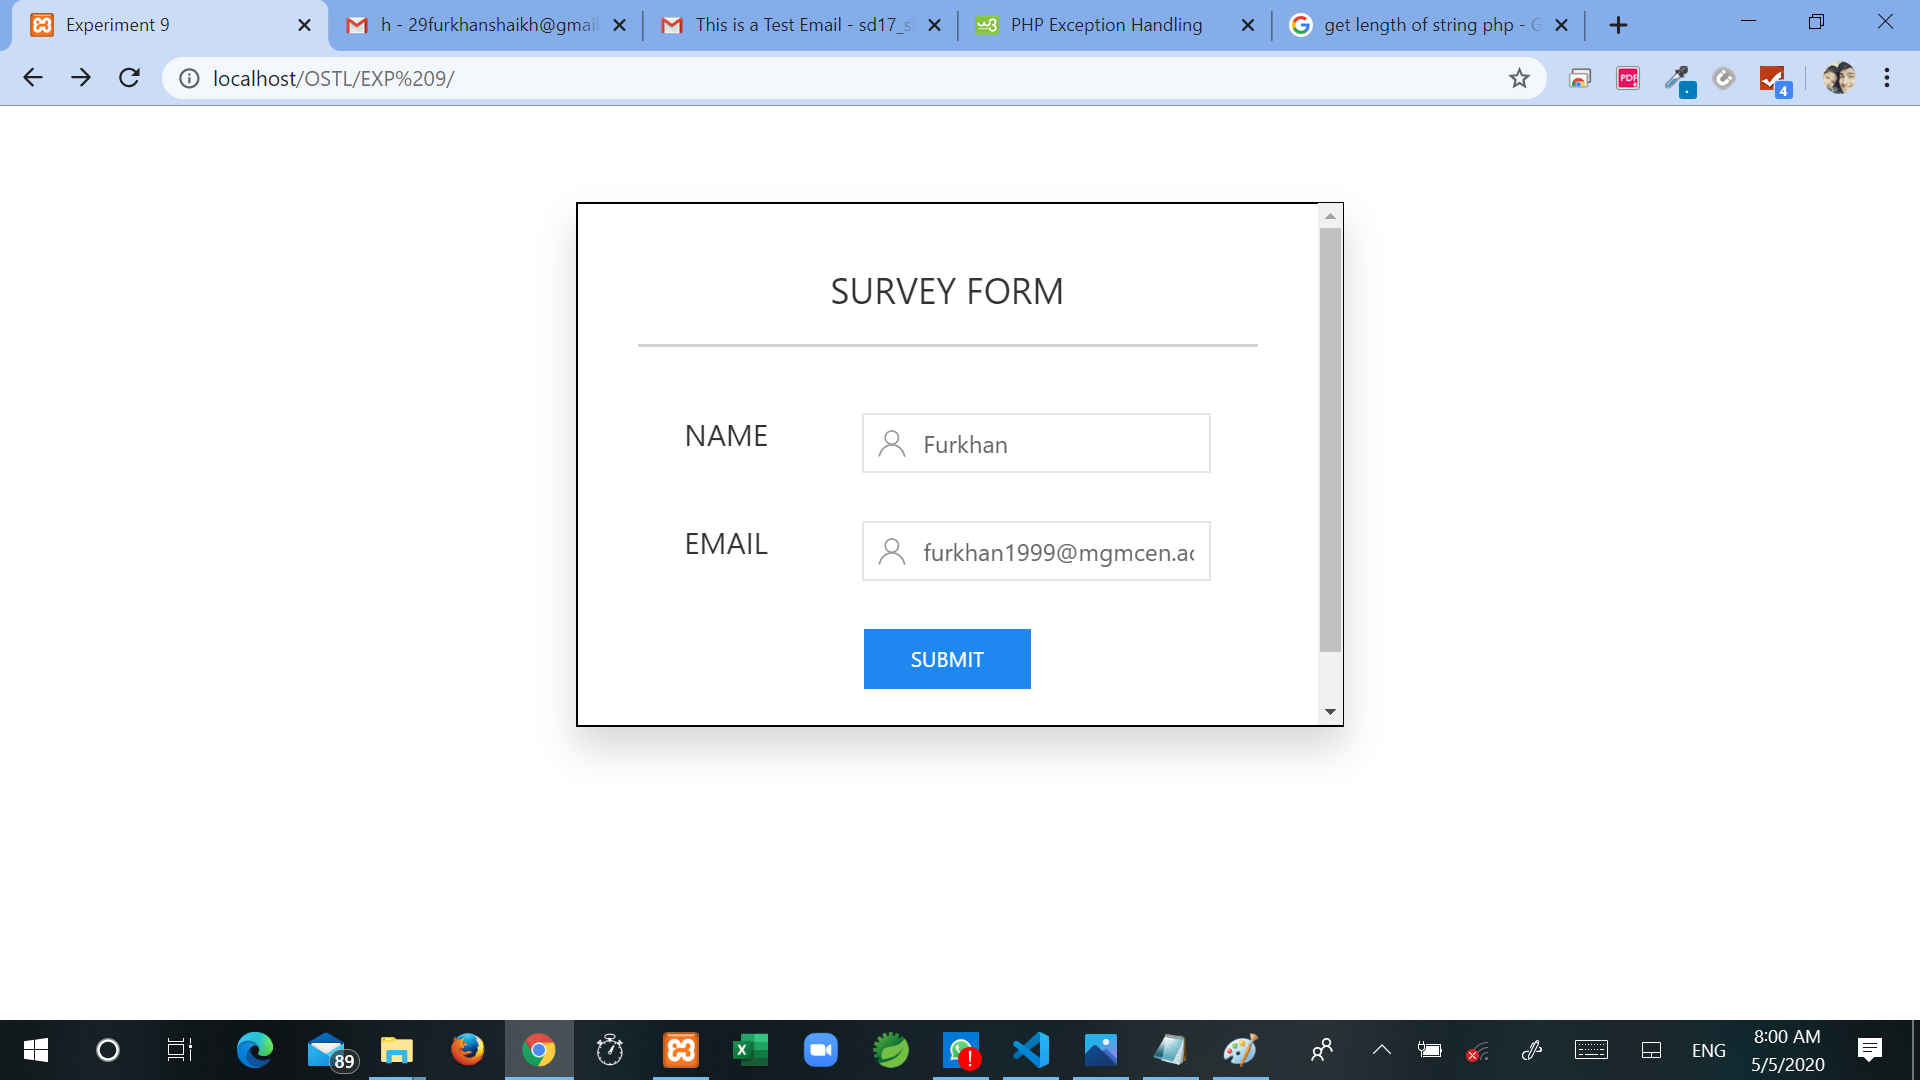 Experiment 9
h - 29furkhanshaikh@gmail
This is a Test Email - sd17_s
PHP Exception Handling
get length of string php - G
localhost/OSTL/EXP%209/
PDF
4
SURVEY FORM
NAME
Furkhan
EMAIL
furkhan1999@mgmcen.ac
SUBMIT
89
ENG
8:00 AM
5/5/2020